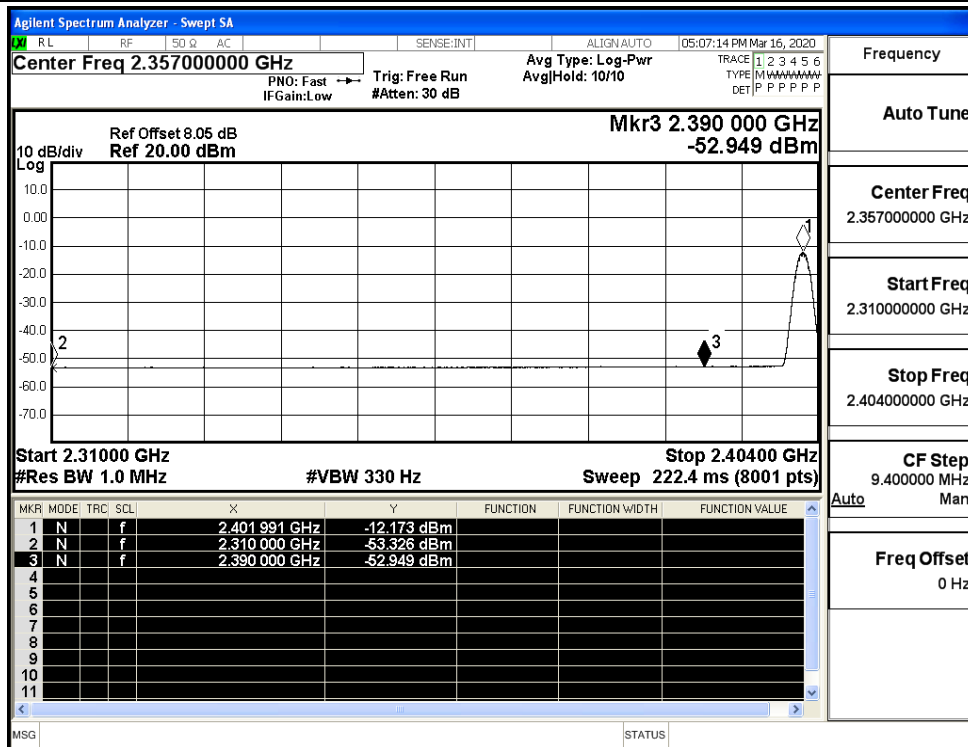 Agilent Spectrum Analyzer - Swept SA
LXI RL RF 50 Ω AC SENSE:INT ALIGN AUTO 05:07:14 PM Mar 16, 2020
Center Freq 2.357000000 GHz
PNO: Fast
IFGain:Low
Trig: Free Run
#Atten: 30 dB
Avg Type: Log-Pwr
Avg|Hold: 10/10
TRACE 1 2 3 4 5 6
TYPE MWWWWW
DET P P P P P P
Ref Offset 8.05 dB
10 dB/div Ref 20.00 dBm
Log
Mkr3 2.390 000 GHz
-52.949 dBm
10.0
0.00
-10.0
-20.0
-30.0
-40.0
-50.0
-60.0
-70.0
1
2
3
Start 2.31000 GHz Stop 2.40400 GHz
#Res BW 1.0 MHz #VBW 330 Hz Sweep 222.4 ms (8001 pts)
MKR MODE TRC SCL X Y FUNCTION FUNCTION WIDTH FUNCTION VALUE
1 N f 2.401 991 GHz -12.173 dBm
2 N f 2.310 000 GHz -53.326 dBm
3 N f 2.390 000 GHz -52.949 dBm
4
5
6
7
8
9
10
11
MSG STATUS
Frequency
Auto Tune
Center Freq
2.357000000 GHz
Start Freq
2.310000000 GHz
Stop Freq
2.404000000 GHz
CF Step
9.400000 MHz
Auto Man
Freq Offset
0 Hz